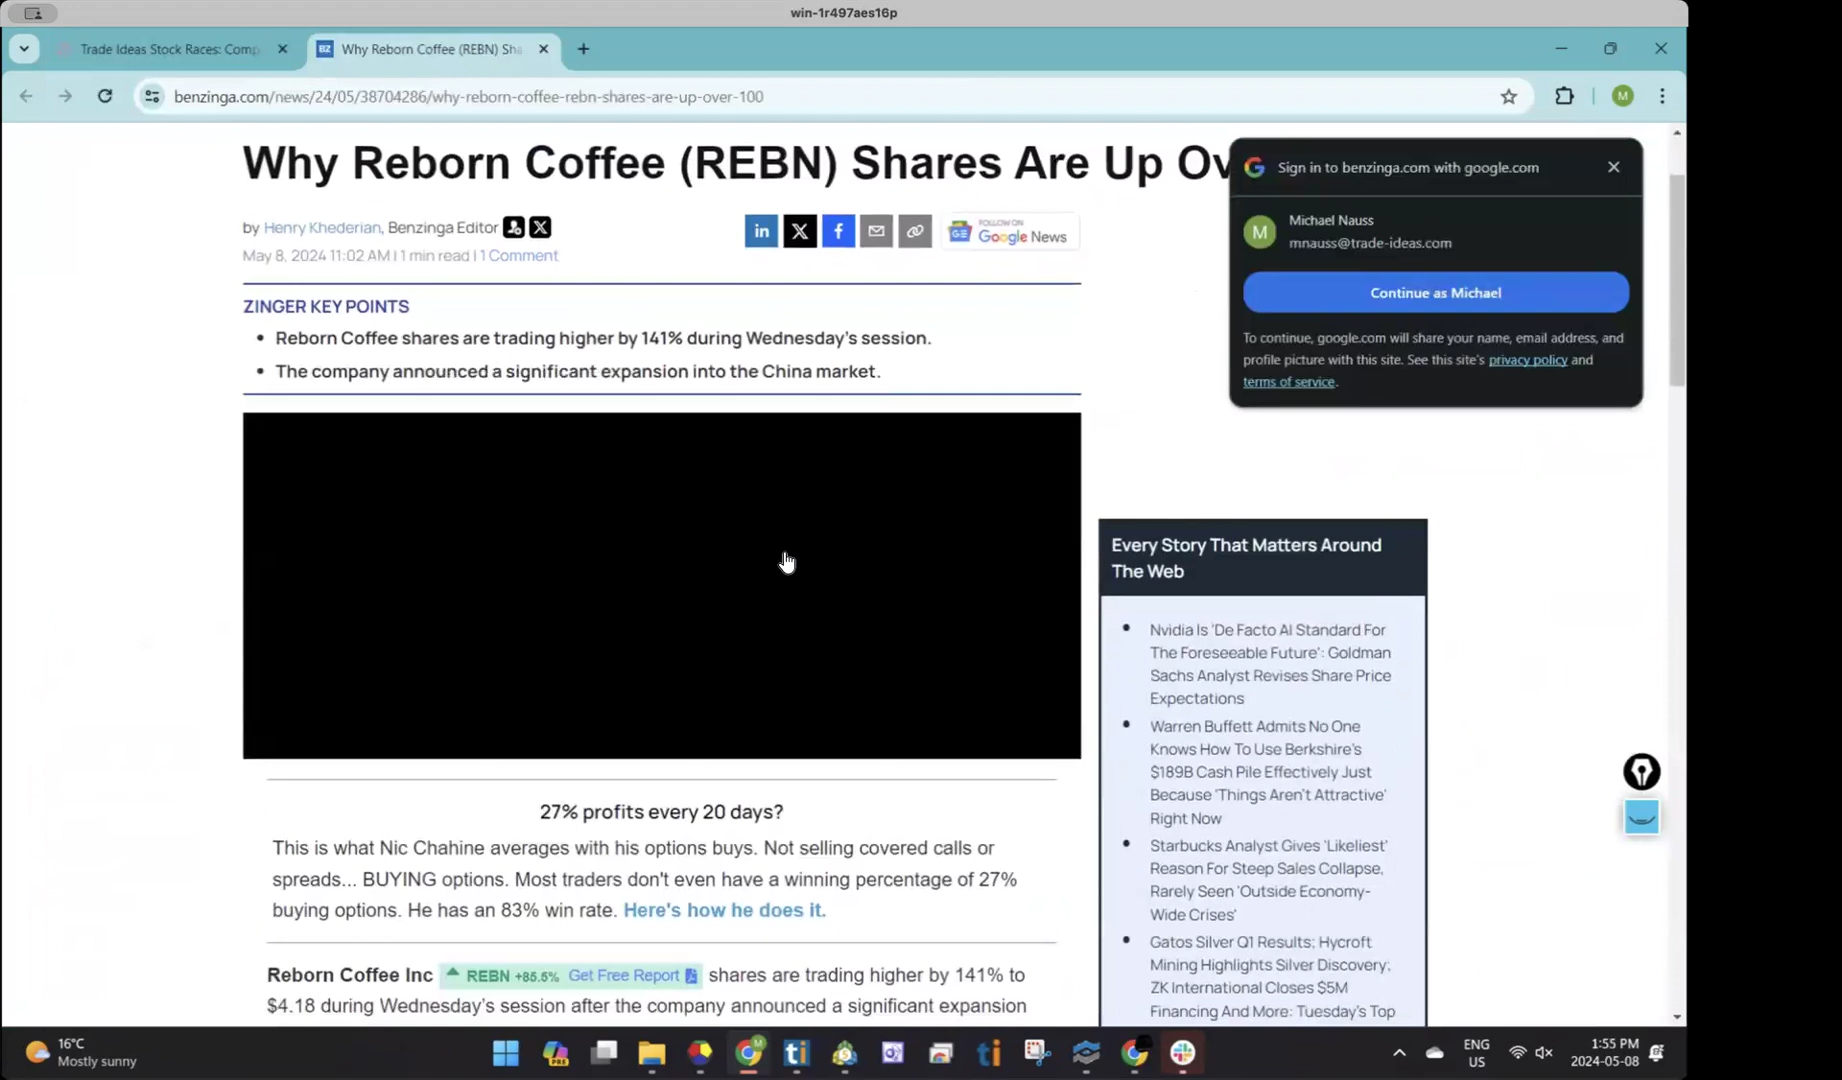 win-1r497aes16p
Trade Ideas Stock Races: Comp
BZ
Why Reborn Coffee (REBN) Sha
benzinga.com/news/24/05/38704286/why-reborn-coffee-rebn-shares-are-up-over-100
M
Why Reborn Coffee (REBN) Shares Are Up Ov
by Henry Khederian, Benzinga Editor
May 8, 2024 11:02 AM | 1 min read | 1 Comment
in
X
f
FOLLOW ON
Google News
ZINGER KEY POINTS
• Reborn Coffee shares are trading higher by 141% during Wednesday's session.
• The company announced a significant expansion into the China market.
Sign in to benzinga.com with google.com
M
Michael Nauss
mnauss@trade-ideas.com
Continue as Michael
To continue, google.com will share your name, email address, and
profile picture with this site. See this site's privacy policy and
terms of service.
27% profits every 20 days?
This is what Nic Chahine averages with his options buys. Not selling covered calls or
spreads... BUYING options. Most traders don't even have a winning percentage of 27%
buying options. He has an 83% win rate. Here's how he does it.
Reborn Coffee Inc REBN +85.5% Get Free Report shares are trading higher by 141% to
$4.18 during Wednesday's session after the company announced a significant expansion
Every Story That Matters Around
The Web
• Nvidia Is 'De Facto AI Standard For
The Foreseeable Future': Goldman
Sachs Analyst Revises Share Price
Expectations
• Warren Buffett Admits No One
Knows How To Use Berkshire's
$189B Cash Pile Effectively Just
Because 'Things Aren't Attractive'
Right Now
• Starbucks Analyst Gives 'Likeliest'
Reason For Steep Sales Collapse,
Rarely Seen 'Outside Economy-
Wide Crises'
• Gatos Silver Q1 Results; Hycroft
Mining Highlights Silver Discovery;
ZK International Closes $5M
Financing And More: Tuesday's Top
16°C
Mostly sunny
PRE
ti
ti
ENG
US
1:55 PM
2024-05-08